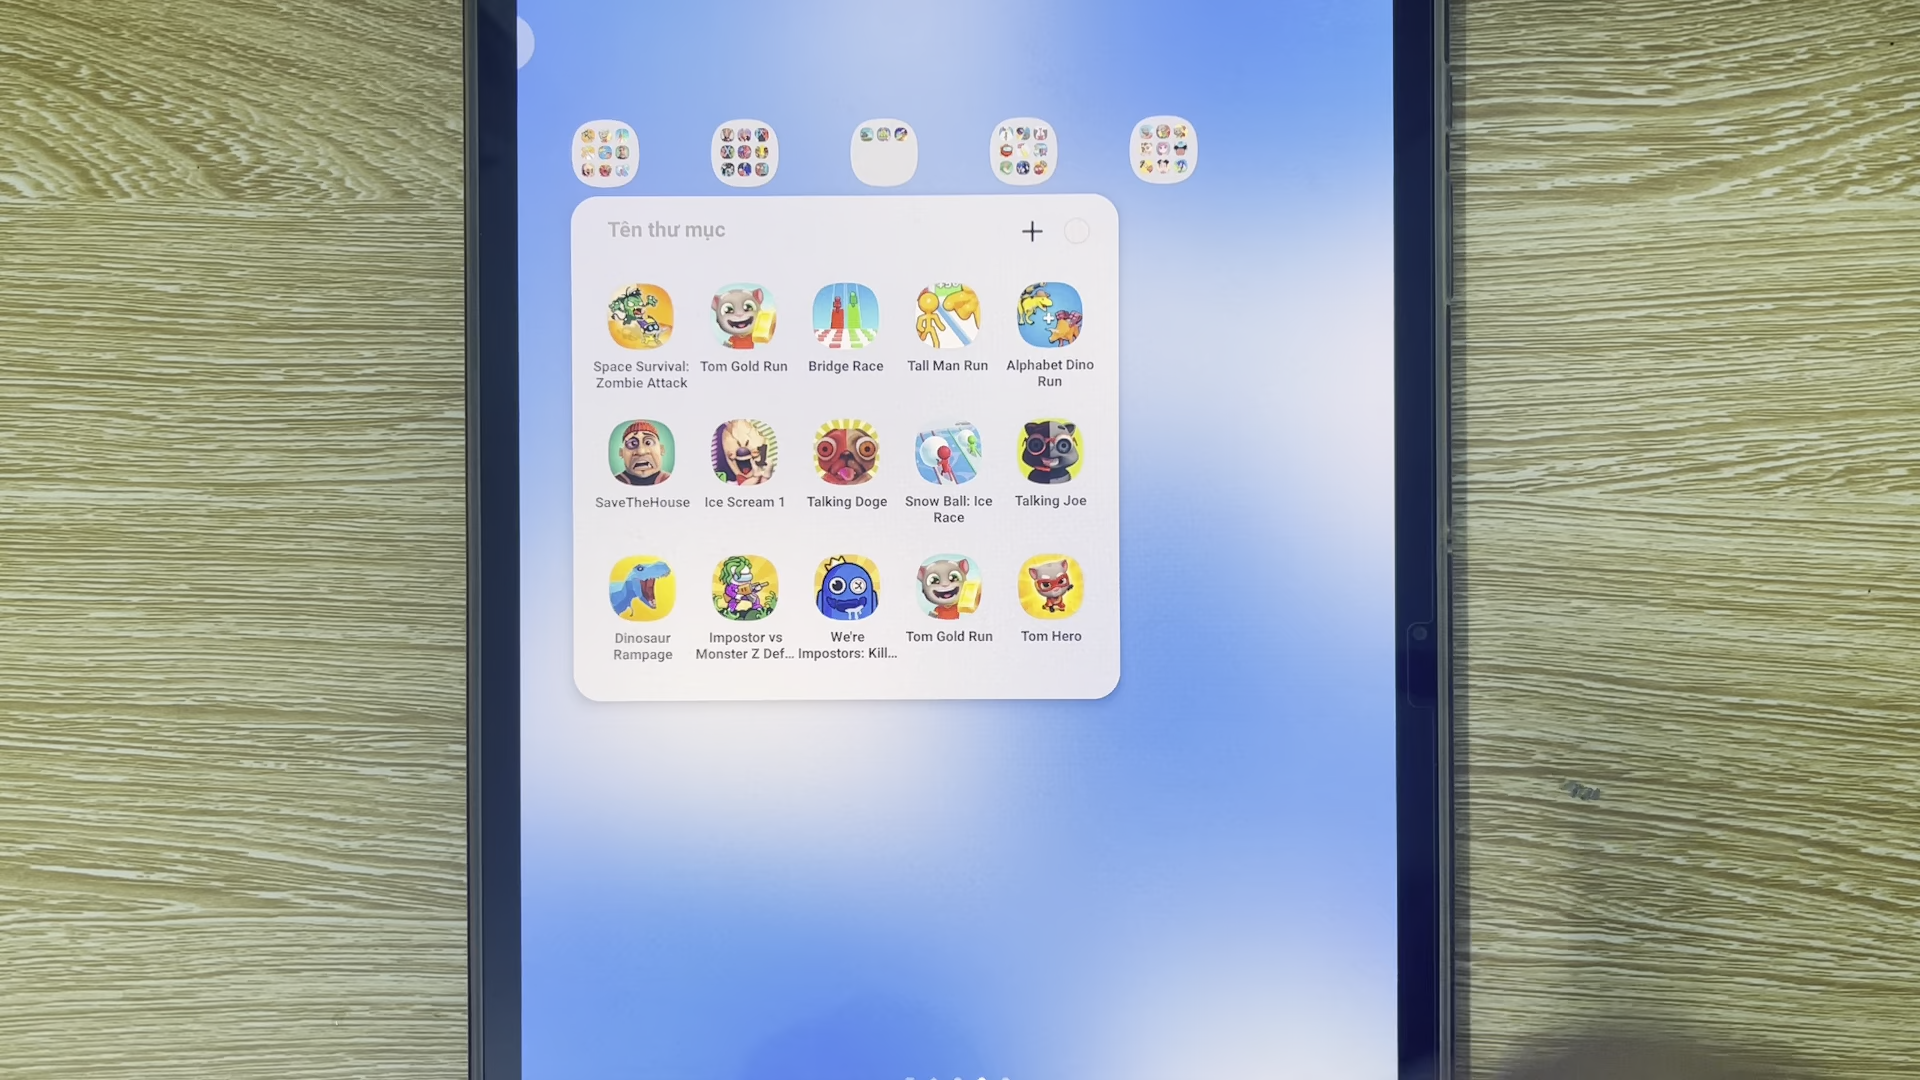 Tên thư mục
Space Survival:
Zombie Attack
Tom Gold Run
Bridge Race
Tall Man Run
Alphabet Dino
Run
SaveTheHouse
Ice Scream 1
Talking Doge
Snow Ball: Ice
Race
Talking Joe
Dinosaur
Rampage
Impostor vs
Monster Z Def...
We're
Impostors: Kill...
Tom Gold Run
Tom Hero